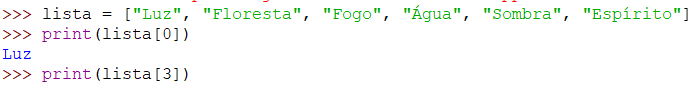 >>> lista = ["Luz", "Floresta", "Fogo", "Água", "Sombra", "Espírito"]
>>> print(lista[0])
Luz
>>> print(lista[3])